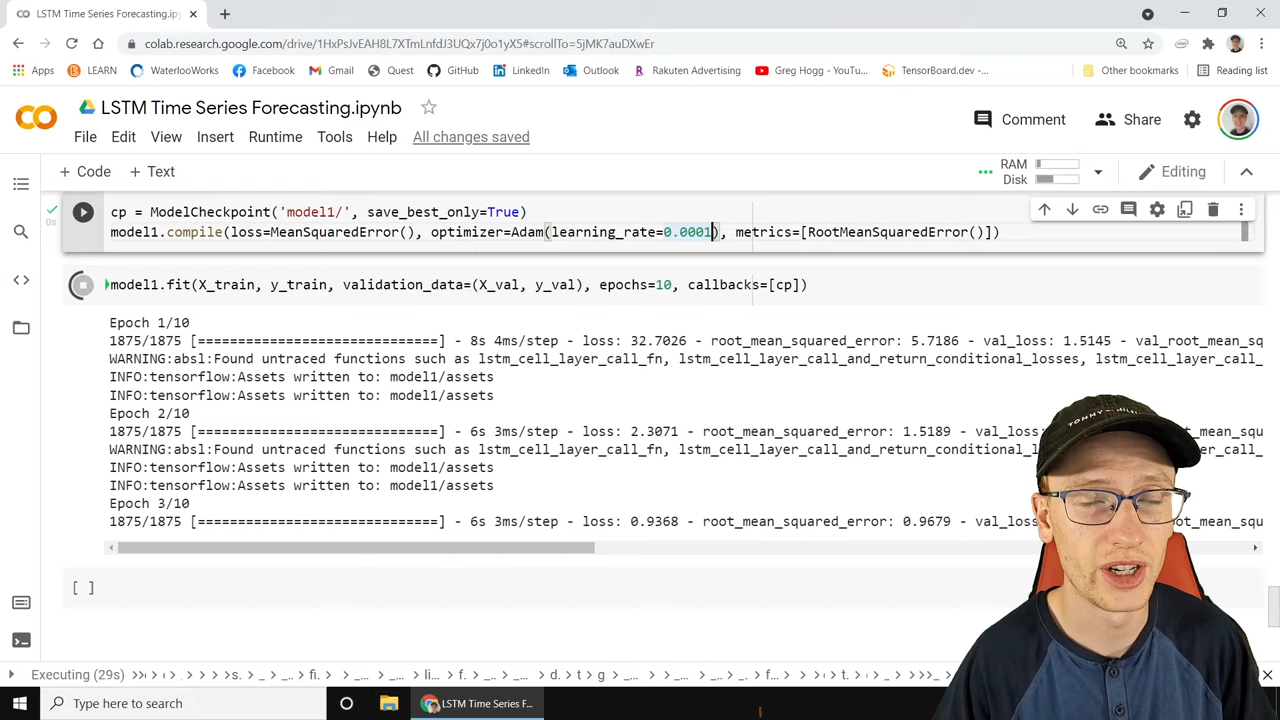 LSTM Time Series Forecasting.ipy
colab.research.google.com/drive/1HxPsJvEAH8L7XTmLnfdJ3UQx7j0o1yX5#scrollTo=5jMK7auDXwEr
Apps LEARN WaterlooWorks Facebook Gmail Quest GitHub LinkedIn Outlook Rakuten Advertising Greg Hogg - YouTu... TensorBoard.dev -... Other bookmarks Reading list
LSTM Time Series Forecasting.ipynb
File Edit View Insert Runtime Tools Help All changes saved
Comment Share
+ Code + Text
RAM
Disk
Editing
cp = ModelCheckpoint('model1/', save_best_only=True)
model1.compile(loss=MeanSquaredError(), optimizer=Adam(learning_rate=0.0001), metrics=[RootMeanSquaredError()])
0s
model1.fit(X_train, y_train, validation_data=(X_val, y_val), epochs=10, callbacks=[cp])
Epoch 1/10
1875/1875 [==============================] - 8s 4ms/step - loss: 32.7026 - root_mean_squared_error: 5.7186 - val_loss: 1.5145 - val_root_mean_sq
WARNING:absl:Found untraced functions such as lstm_cell_layer_call_fn, lstm_cell_layer_call_and_return_conditional_losses, lstm_cell_layer_call_
INFO:tensorflow:Assets written to: model1/assets
INFO:tensorflow:Assets written to: model1/assets
Epoch 2/10
1875/1875 [==============================] - 6s 3ms/step - loss: 2.3071 - root_mean_squared_error: 1.5189 - val_loss
WARNING:absl:Found untraced functions such as lstm_cell_layer_call_fn, lstm_cell_layer_call_and_return_conditional_l
INFO:tensorflow:Assets written to: model1/assets
INFO:tensorflow:Assets written to: model1/assets
Epoch 3/10
1875/1875 [==============================] - 6s 3ms/step - loss: 0.9368 - root_mean_squared_error: 0.9679 - val_los
[ ]
Executing (29s)
Type here to search
LSTM Time Series F...
TOMMY